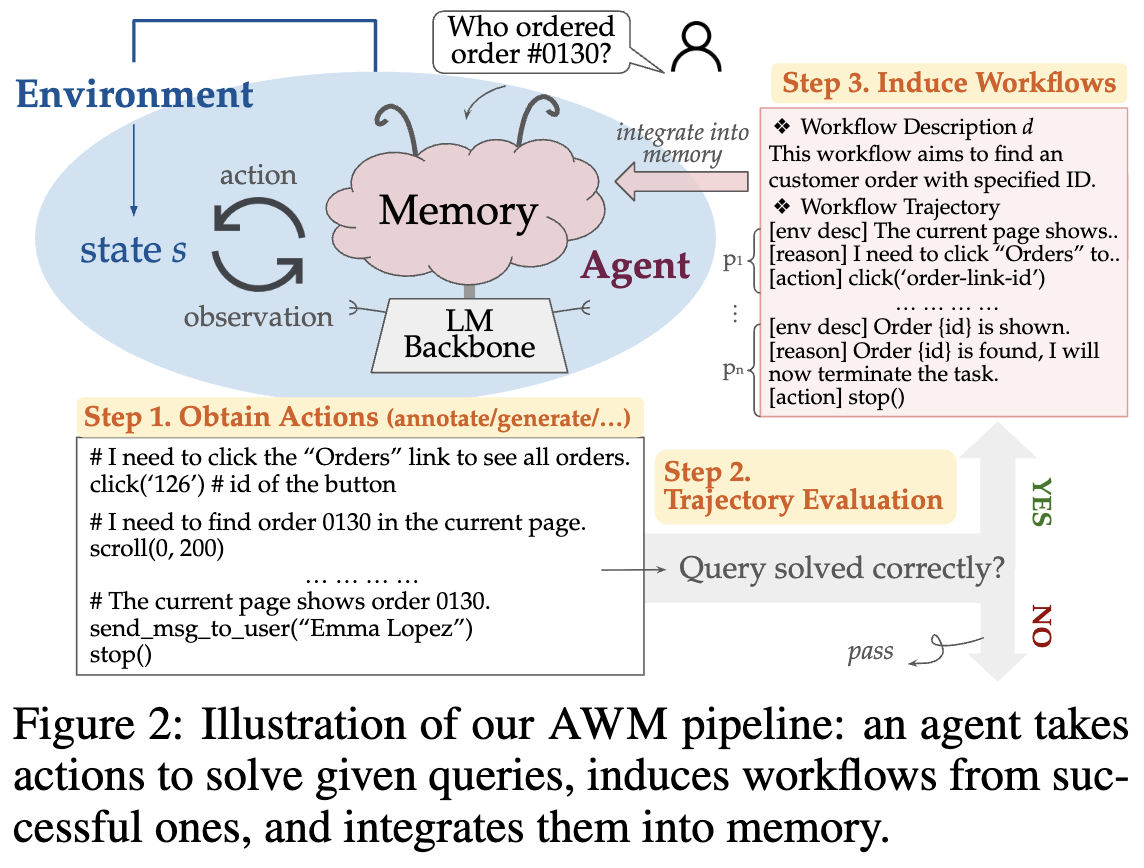 Who ordered
order #0130?
Environment
action
state s
observation
Memory
Agent
LM
Backbone
integrate into
memory
Step 3. Induce Workflows
❖ Workflow Description d
This workflow aims to find an
customer order with specified ID.
❖ Workflow Trajectory
[env desc] The current page shows..
[reason] I need to click “Orders” to..
[action] click(‘order-link-id’)
p1
… … … …
⋮
[env desc] Order {id} is shown.
[reason] Order {id} is found, I will
now terminate the task.
[action] stop()
pn
Step 1. Obtain Actions (annotate/generate/…)
# I need to click the “Orders” link to see all orders.
click(‘126’) # id of the button
# I need to find order 0130 in the current page.
scroll(0, 200)
… … … …
# The current page shows order 0130.
send_msg_to_user(“Emma Lopez”)
stop()
Step 2.
Trajectory Evaluation
Query solved correctly?
YES
NO
pass
Figure 2: Illustration of our AWM pipeline: an agent takes
actions to solve given queries, induces workflows from suc-
cessful ones, and integrates them into memory.